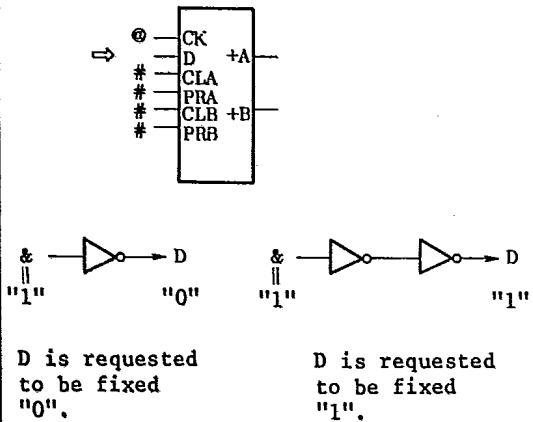 @ CK
⇨ D +A
# CLA
# PRA
# CLB +B
# PRB
& D & D
"1" "0" "1" "1"
D is requested
to be fixed
"0".
D is requested
to be fixed
"1".